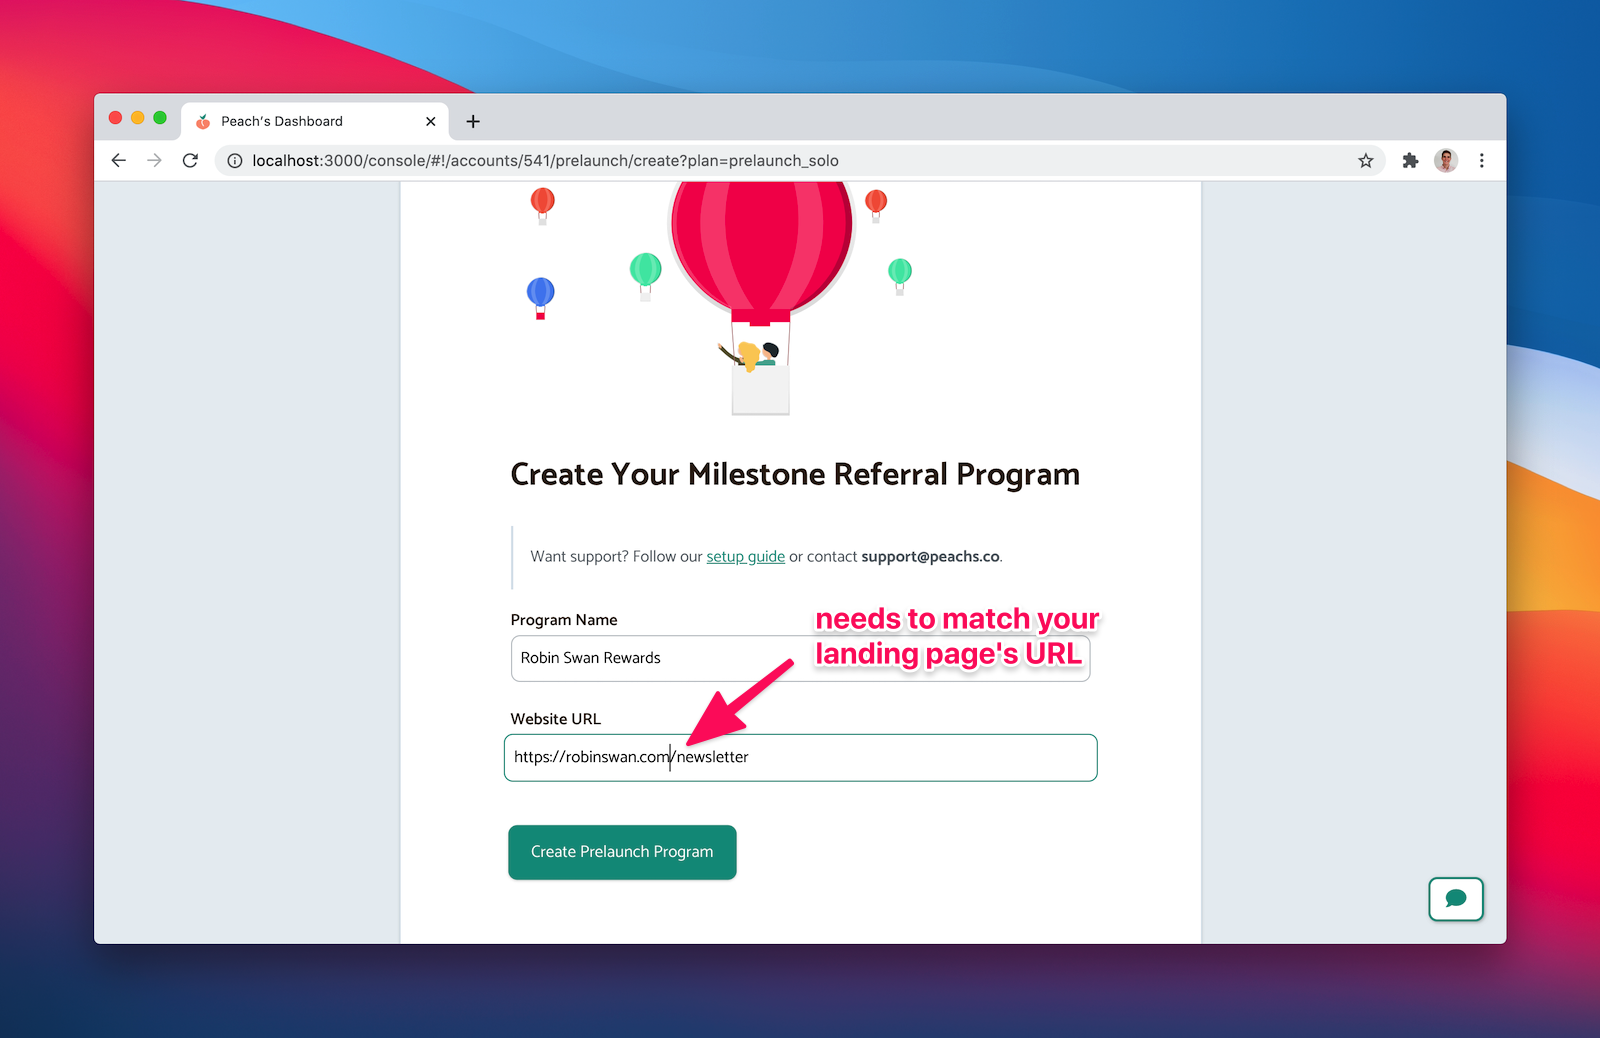 Peach's Dashboard
localhost:3000/console/#!/accounts/541/prelaunch/create?plan=prelaunch_solo
Create Your Milestone Referral Program
Want support? Follow our setup guide or contact support@peachs.co.
Program Name
needs to match your
landing page's URL
Robin Swan Rewards
Website URL
https://robinswan.com/newsletter
Create Prelaunch Program